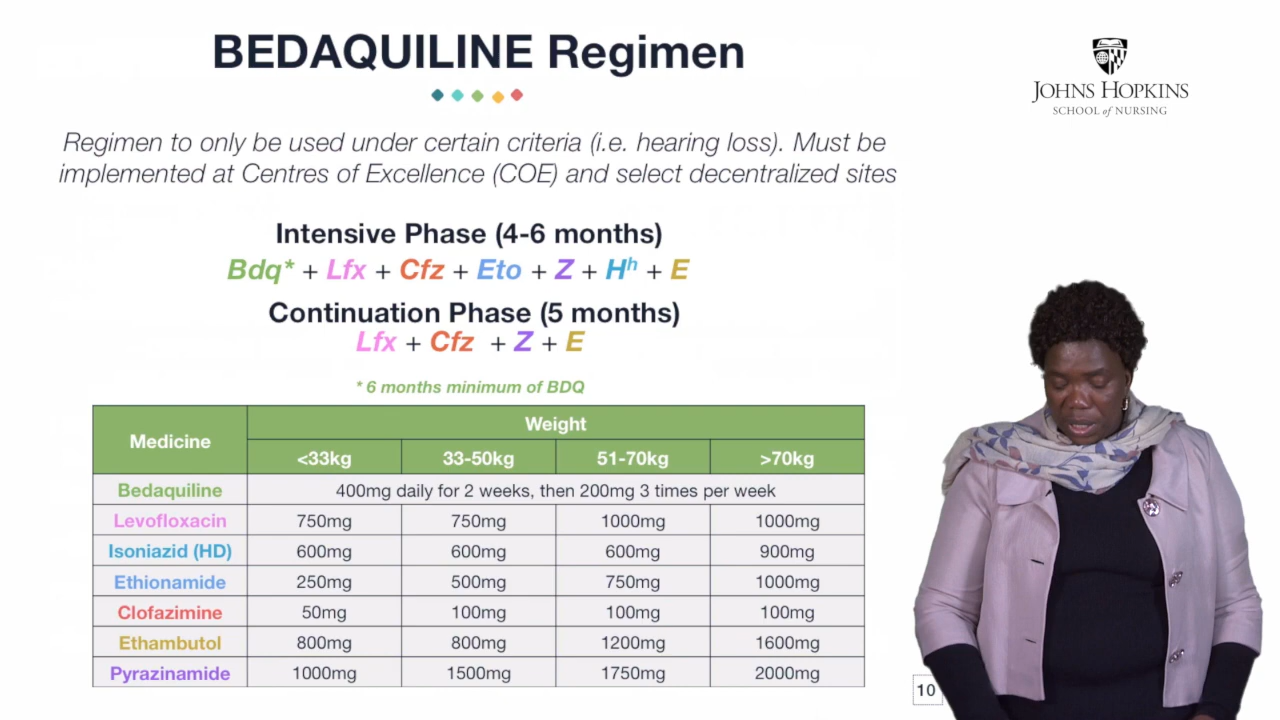 BEDAQUILINE Regimen
JOHNS HOPKINS
SCHOOL of NURSING
Regimen to only be used under certain criteria (i.e. hearing loss). Must be
implemented at Centres of Excellence (COE) and select decentralized sites
Intensive Phase (4-6 months)
Bdq* + Lfx + Cfz + Eto + Z + Hʰ + E
Continuation Phase (5 months)
Lfx + Cfz + Z + E
* 6 months minimum of BDQ
Medicine Weight
<33kg 33-50kg 51-70kg >70kg
Bedaquiline 400mg daily for 2 weeks, then 200mg 3 times per week
Levofloxacin 750mg 750mg 1000mg 1000mg
Isoniazid (HD) 600mg 600mg 600mg 900mg
Ethionamide 250mg 500mg 750mg 1000mg
Clofazimine 50mg 100mg 100mg 100mg
Ethambutol 800mg 800mg 1200mg 1600mg
Pyrazinamide 1000mg 1500mg 1750mg 2000mg
10